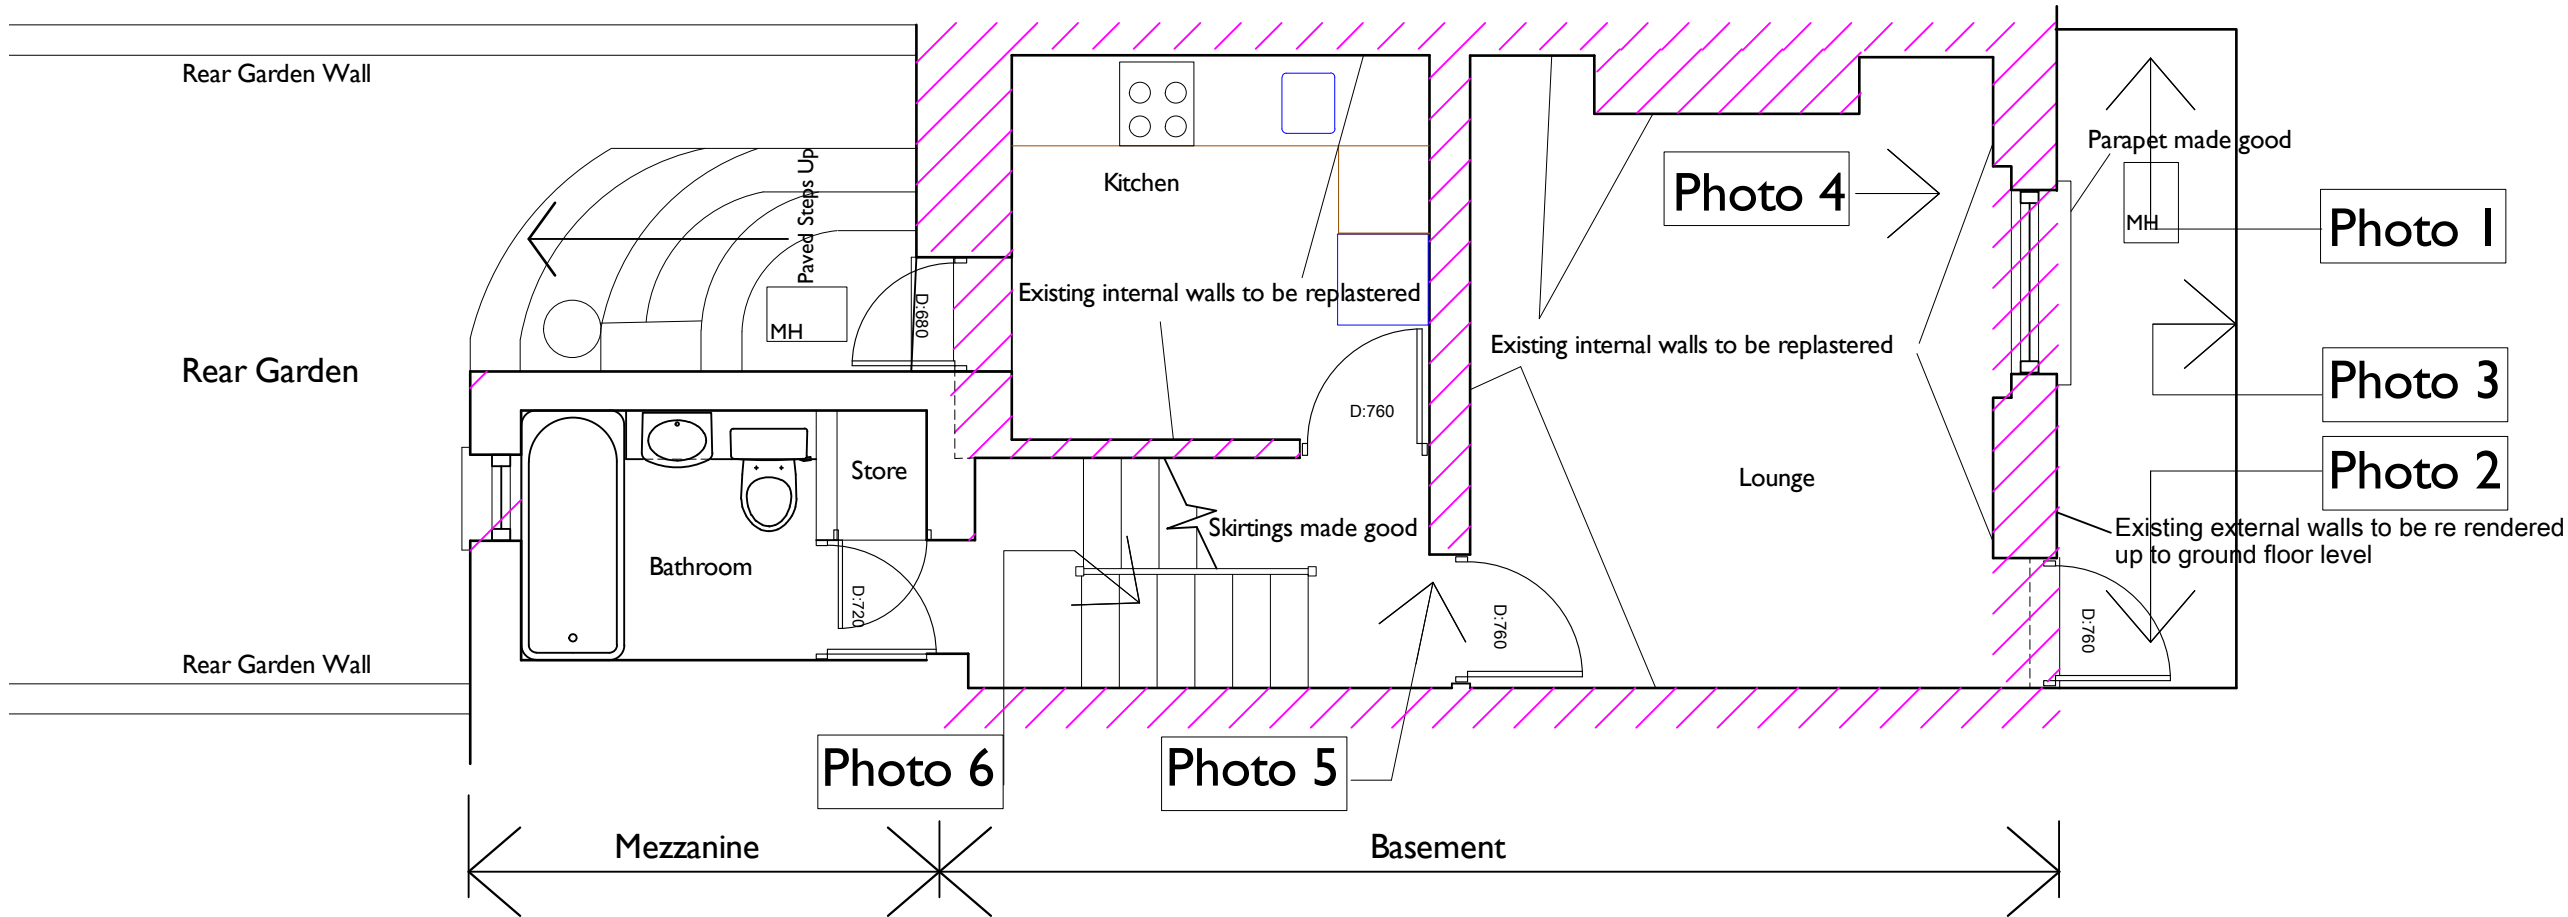 Rear Garden Wall
Paved Steps Up
Kitchen
Photo 4
Parapet made good
MH
Photo 1
Existing internal walls to be replastered
D:680
MH
Rear Garden
Existing internal walls to be replastered
Photo 3
D:760
Store
Lounge
Photo 2
Skirtings made good
Existing external walls to be re rendered
up to ground floor level
Bathroom
D:720
D:760
D:760
Rear Garden Wall
Photo 6
Photo 5
Mezzanine
Basement